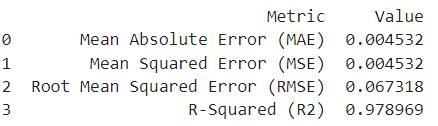 Metric Value
0 Mean Absolute Error (MAE) 0.004532
1 Mean Squared Error (MSE) 0.004532
2 Root Mean Squared Error (RMSE) 0.067318
3 R-Squared (R2) 0.978969